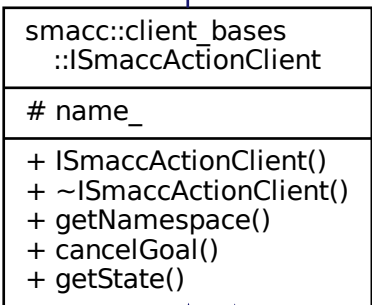 smacc::client_bases
::ISmaccActionClient
# name_
+ ISmaccActionClient()
+ ~ISmaccActionClient()
+ getNamespace()
+ cancelGoal()
+ getState()